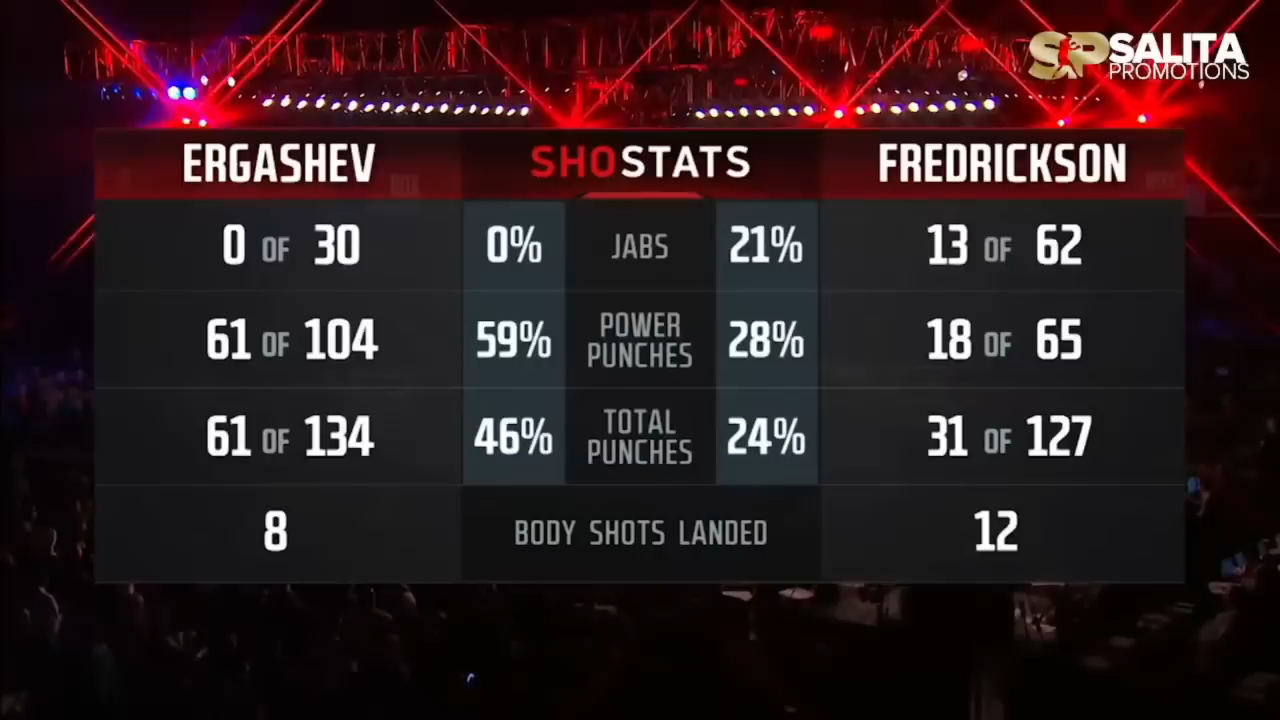 SP SALITA
PROMOTIONS
ERGASHEV SHOSTATS FREDRICKSON
0 OF 30 0% JABS 21% 13 OF 62
61 OF 104 59% POWER PUNCHES 28% 18 OF 65
61 OF 134 46% TOTAL PUNCHES 24% 31 OF 127
8 BODY SHOTS LANDED 12